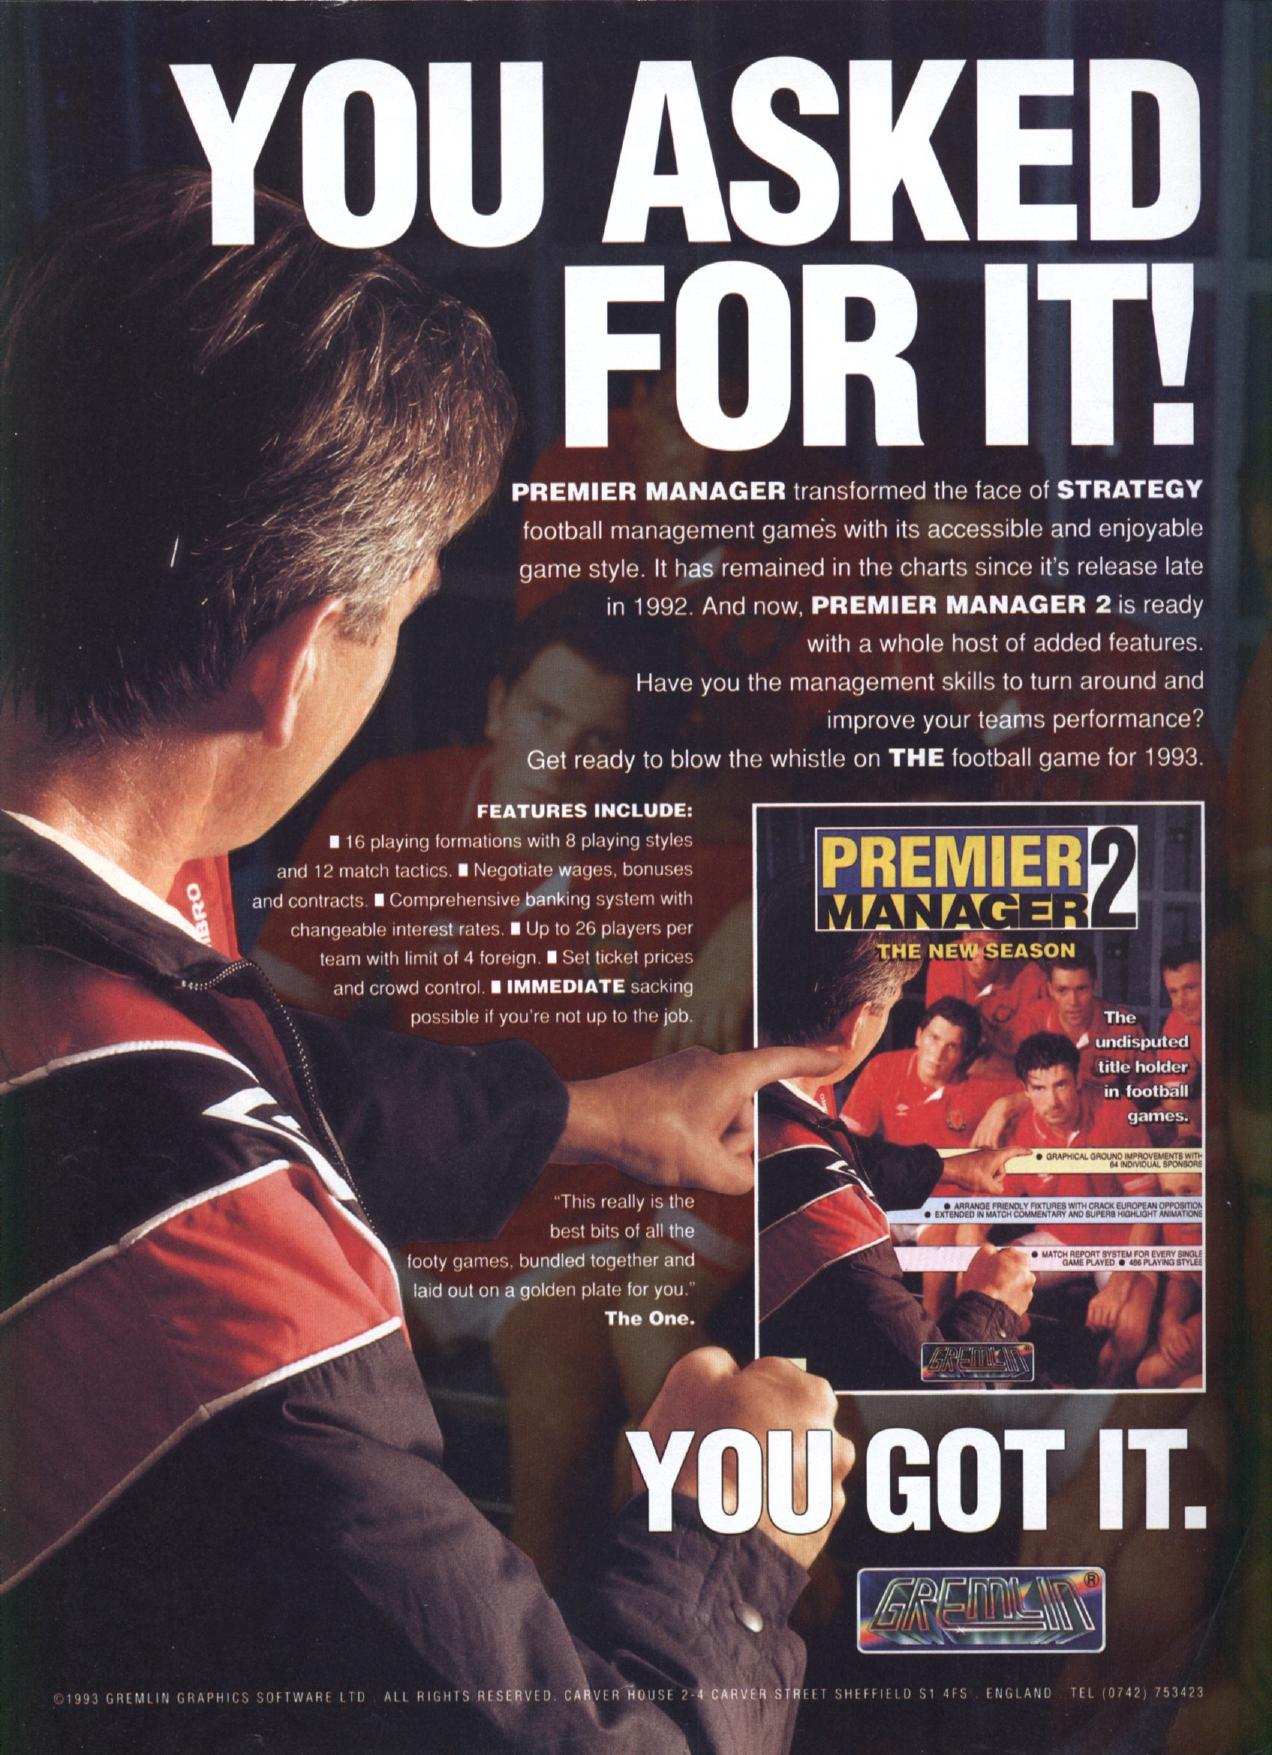 YOU ASKED
FOR IT!
PREMIER MANAGER transformed the face of STRATEGY
football management games with its accessible and enjoyable
game style. It has remained in the charts since it's release late
in 1992. And now, PREMIER MANAGER 2 is ready
with a whole host of added features.
Have you the management skills to turn around and
improve your teams performance?
Get ready to blow the whistle on THE football game for 1993.
FEATURES INCLUDE:
■ 16 playing formations with 8 playing styles
and 12 match tactics. ■ Negotiate wages, bonuses
and contracts. ■ Comprehensive banking system with
changeable interest rates. ■ Up to 26 players per
team with limit of 4 foreign. ■ Set ticket prices
and crowd control. ■ IMMEDIATE sacking
possible if you're not up to the job.
"This really is the
best bits of all the
footy games, bundled together and
laid out on a golden plate for you."
The One.
PREMIER
MANAGER 2
THE NEW SEASON
The
undisputed
title holder
in football
games.
● GRAPHICAL GROUND IMPROVEMENTS WITH
64 INDIVIDUAL SPONSORS
● ARRANGE FRIENDLY FIXTURES WITH CRACK EUROPEAN OPPOSITION
● EXTENDED IN MATCH COMMENTARY AND SUPERB HIGHLIGHT ANIMATIONS
● MATCH REPORT SYSTEM FOR EVERY SINGLE
GAME PLAYED ● 486 PLAYING STYLES
GREMLIN
YOU GOT IT.
GREMLIN®
©1993 GREMLIN GRAPHICS SOFTWARE LTD . ALL RIGHTS RESERVED. CARVER HOUSE 2-4 CARVER STREET SHEFFIELD S1 4FS . ENGLAND . TEL (0742) 753423